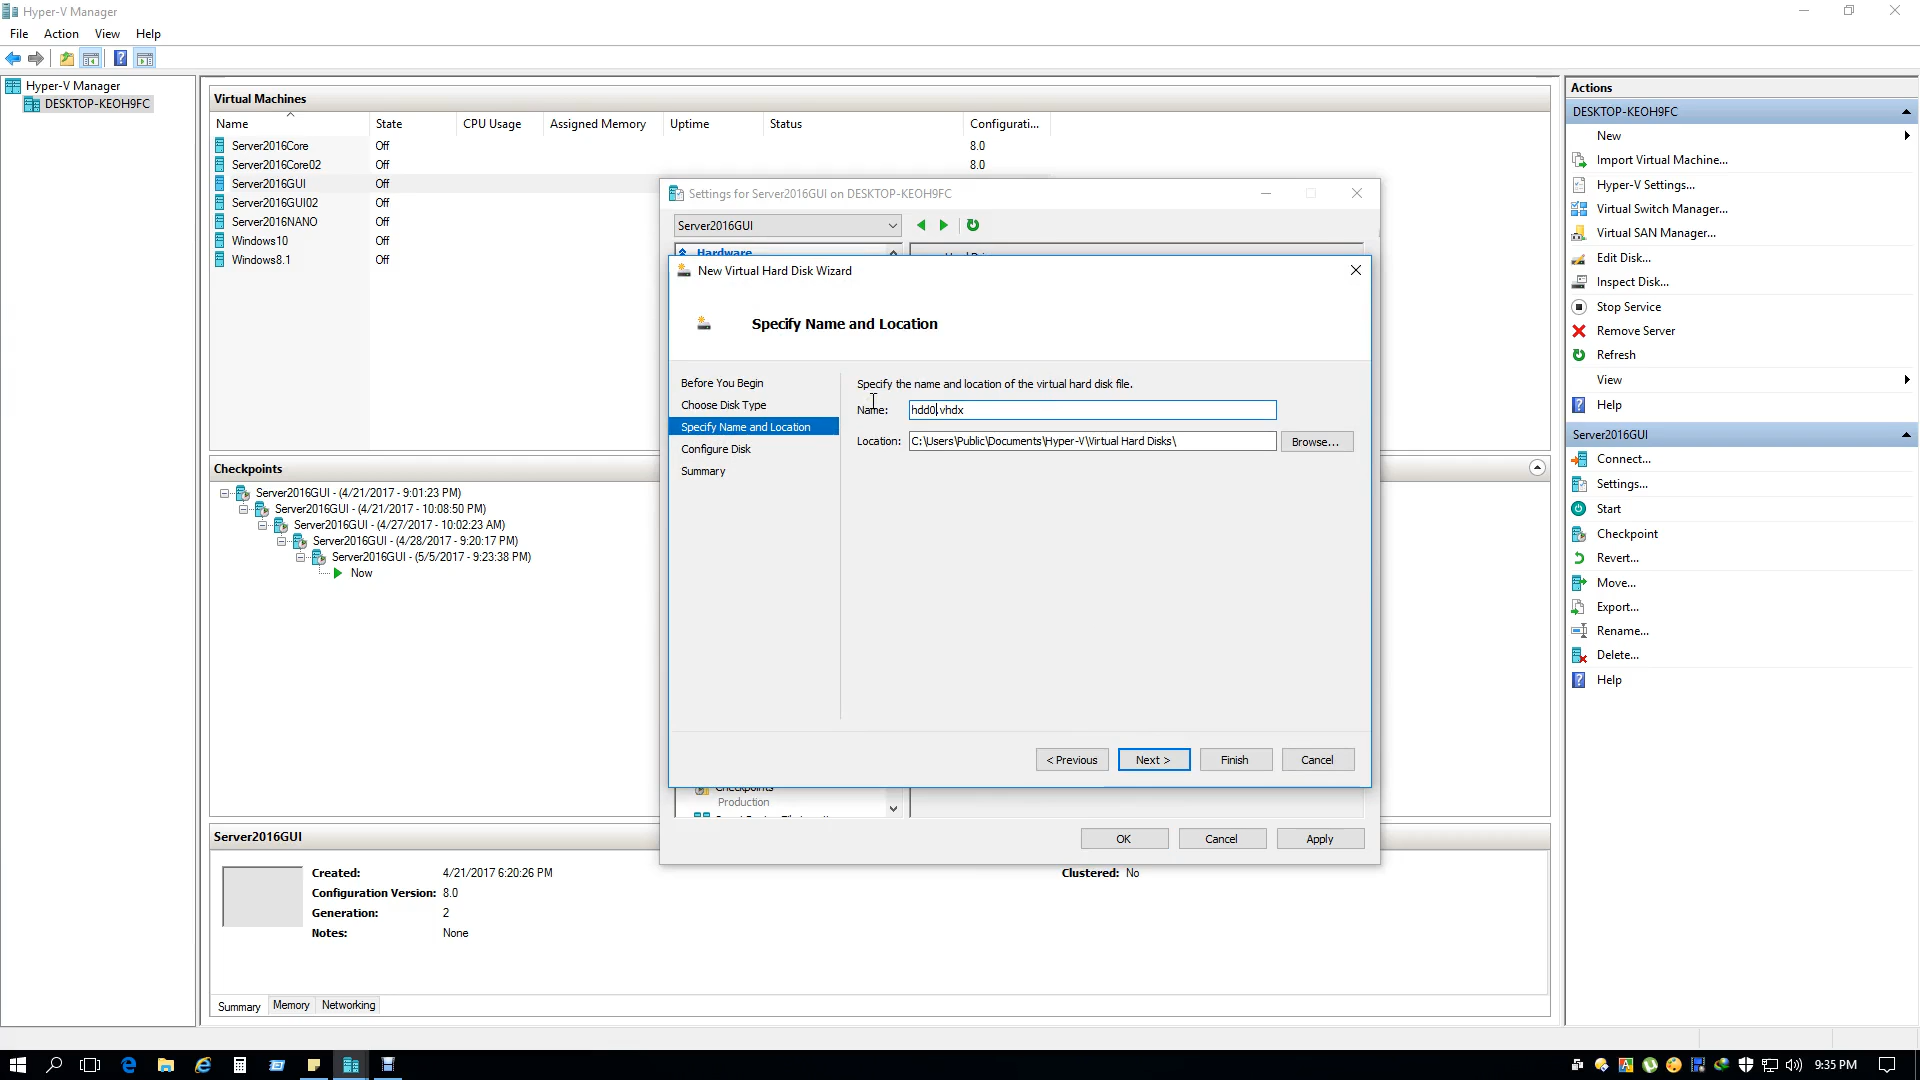 Hyper-V Manager
File Action View Help
Hyper-V Manager
DESKTOP-KEOH9FC
Virtual Machines
Name State CPU Usage Assigned Memory Uptime Status Configurati...
Server2016Core Off 8.0
Server2016Core02 Off 8.0
Server2016GUI Off
Server2016GUI02 Off
Server2016NANO Off
Windows10 Off
Windows8.1 Off
Checkpoints
Server2016GUI - (4/21/2017 - 9:01:23 PM)
Server2016GUI - (4/21/2017 - 10:08:50 PM)
Server2016GUI - (4/27/2017 - 10:02:23 AM)
Server2016GUI - (4/28/2017 - 9:20:17 PM)
Server2016GUI - (5/5/2017 - 9:23:38 PM)
Now
Server2016GUI
Created: 4/21/2017 6:20:26 PM Clustered: No
Configuration Version: 8.0
Generation: 2
Notes: None
Summary Memory Networking
Settings for Server2016GUI on DESKTOP-KEOH9FC
Server2016GUI
Hardware
New Virtual Hard Disk Wizard
Specify Name and Location
Before You Begin
Choose Disk Type
Specify Name and Location
Configure Disk
Summary
Specify the name and location of the virtual hard disk file.
Name: hdd0.vhdx
Location: C:\Users\Public\Documents\Hyper-V\Virtual Hard Disks\ Browse...
< Previous Next > Finish Cancel
Checkpoints
Production
OK Cancel Apply
Actions
DESKTOP-KEOH9FC
New
Import Virtual Machine...
Hyper-V Settings...
Virtual Switch Manager...
Virtual SAN Manager...
Edit Disk...
Inspect Disk...
Stop Service
Remove Server
Refresh
View
Help
Server2016GUI
Connect...
Settings...
Start
Checkpoint
Revert...
Move...
Export...
Rename...
Delete...
Help
9:35 PM